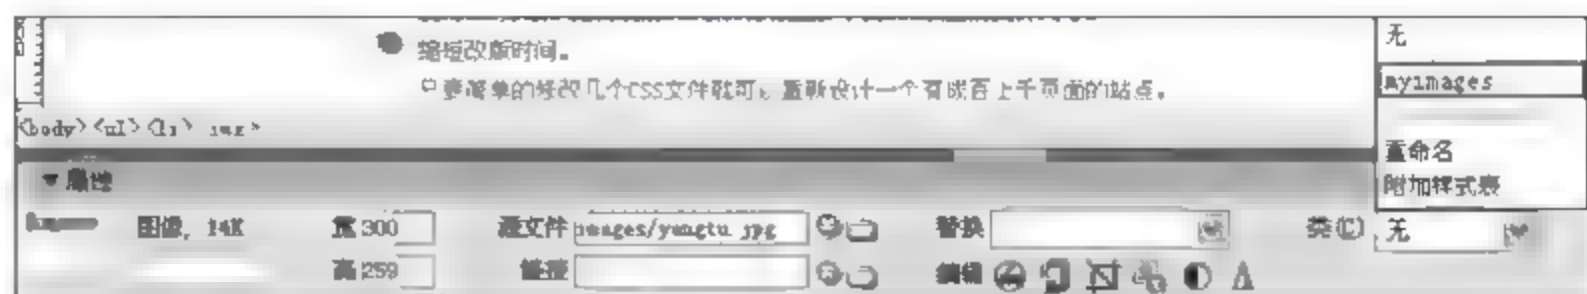 缩短改版时间。
只要简单的修改几个CSS文件就可以重新设计一个有成百上千页面的站点。
<body><ul><li>
无
myimages
重命名
附加样式表
▼属性
图像, 14K
宽 300
源文件 images/yangtu.jpg
替换
类(C) 无
高 259
链接
编辑